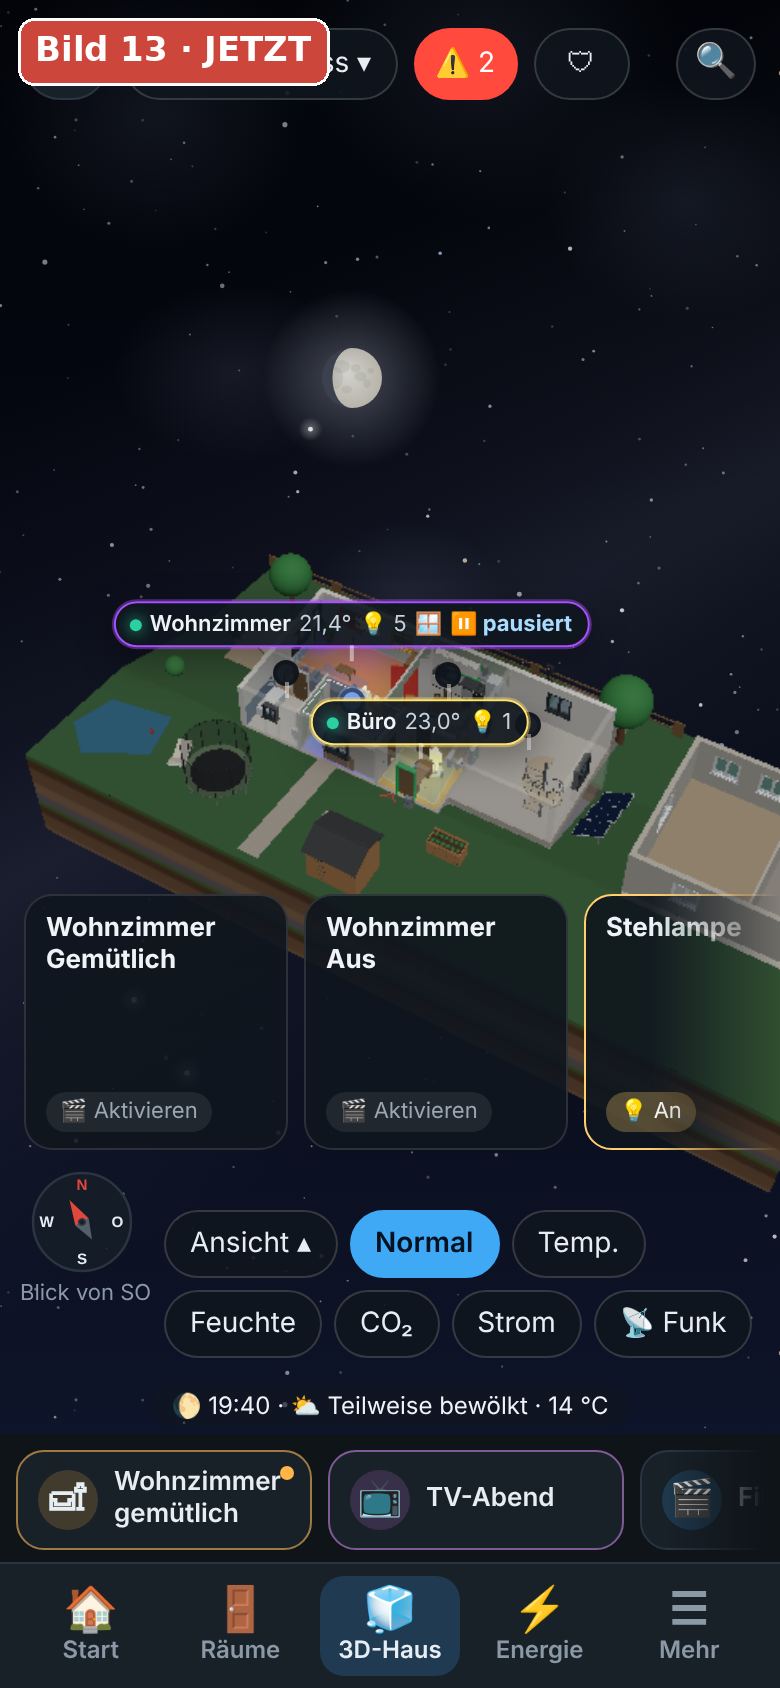 Bild 13 · JETZT
ss ▾
⚠️ 2
Wohnzimmer 21,4° 💡 5 🪟 ⏸ pausiert
Büro 23,0° 💡 1
Wohnzimmer
Gemütlich
🎬 Aktivieren
Wohnzimmer
Aus
🎬 Aktivieren
Stehlampe
💡 An
N
W
O
S
Blick von SO
Ansicht ▴
Normal
Temp.
Feuchte
CO₂
Strom
📡 Funk
🌔 19:40 · ⛅ Teilweise bewölkt · 14 °C
Wohnzimmer
gemütlich
TV-Abend
Fi
Start
Räume
3D-Haus
Energie
Mehr